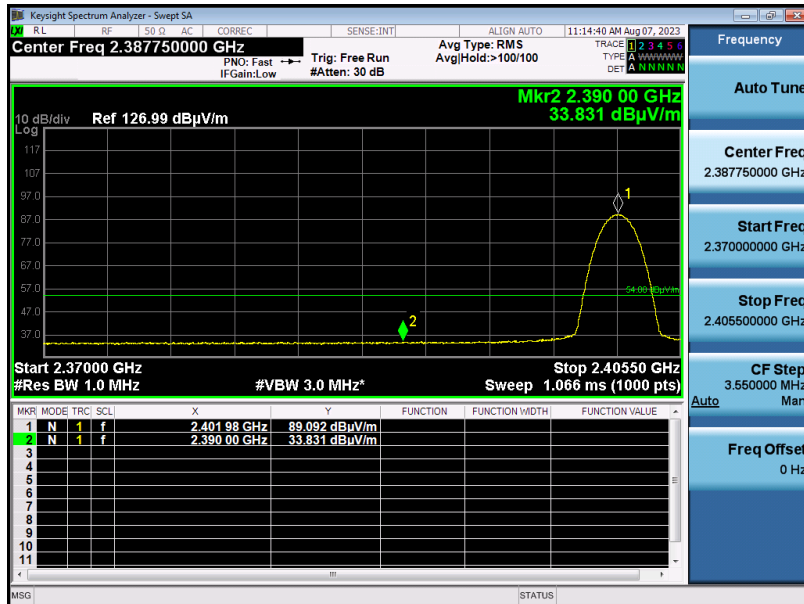 Keysight Spectrum Analyzer - Swept SA
LXI RL RF 50 Ω AC CORREC SENSE:INT ALIGN AUTO 11:14:40 AM Aug 07, 2023
Center Freq 2.387750000 GHz
PNO: Fast
IFGain:Low
Trig: Free Run
#Atten: 30 dB
Avg Type: RMS
Avg|Hold:>100/100
TRACE 1 2 3 4 5 6
TYPE A WWWWW
DET A N N N N N
Frequency
Mkr2 2.390 00 GHz
33.831 dBµV/m
10 dB/div Ref 126.99 dBµV/m
Log
117
107
97.0
87.0
77.0
67.0
57.0
47.0
37.0
1
2
54.00 dBµV/m
Start 2.37000 GHz Stop 2.40550 GHz
#Res BW 1.0 MHz #VBW 3.0 MHz* Sweep 1.066 ms (1000 pts)
MKR MODE TRC SCL X Y FUNCTION FUNCTION WIDTH FUNCTION VALUE
1 N 1 f 2.401 98 GHz 89.092 dBµV/m
2 N 1 f 2.390 00 GHz 33.831 dBµV/m
3
4
5
6
7
8
9
10
11
Auto Tune
Center Freq
2.387750000 GHz
Start Freq
2.370000000 GHz
Stop Freq
2.405500000 GHz
CF Step
3.550000 MHz
Auto Man
Freq Offset
0 Hz
MSG STATUS